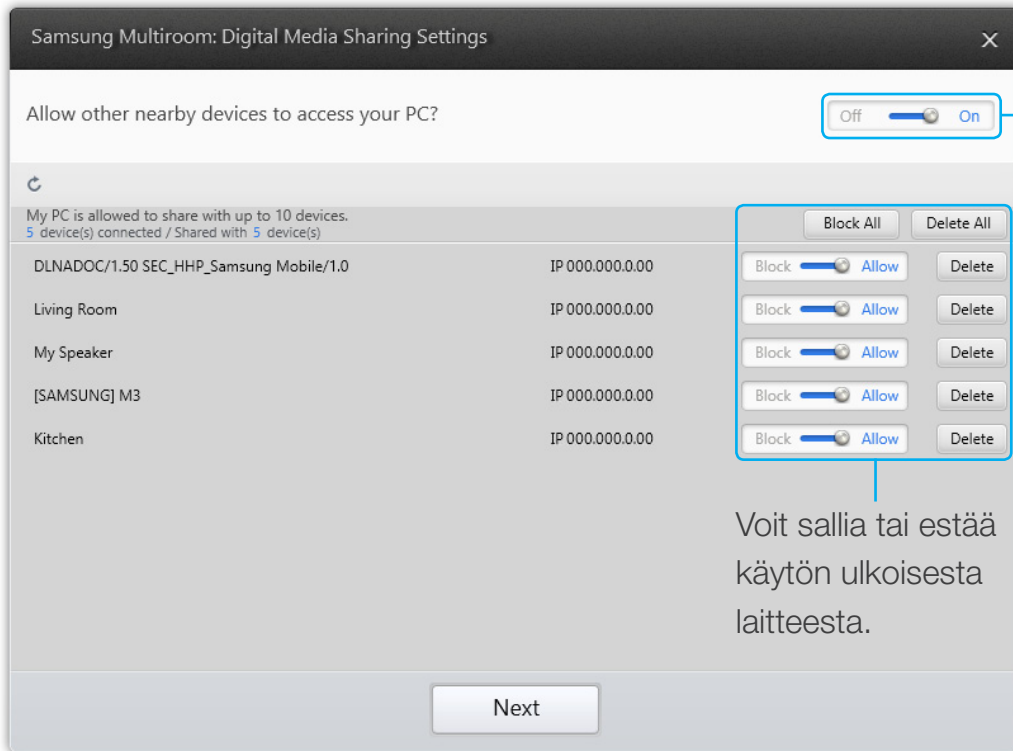 Samsung Multiroom: Digital Media Sharing Settings
Allow other nearby devices to access your PC?
Off On
My PC is allowed to share with up to 10 devices.
5 device(s) connected / Shared with 5 device(s)
Block All Delete All
DLNADOC/1.50 SEC_HHP_Samsung Mobile/1.0 IP 000.000.0.00 Block Allow Delete
Living Room IP 000.000.0.00 Block Allow Delete
My Speaker IP 000.000.0.00 Block Allow Delete
[SAMSUNG] M3 IP 000.000.0.00 Block Allow Delete
Kitchen IP 000.000.0.00 Block Allow Delete
Voit sallia tai estää
käytön ulkoisesta
laitteesta.
Next